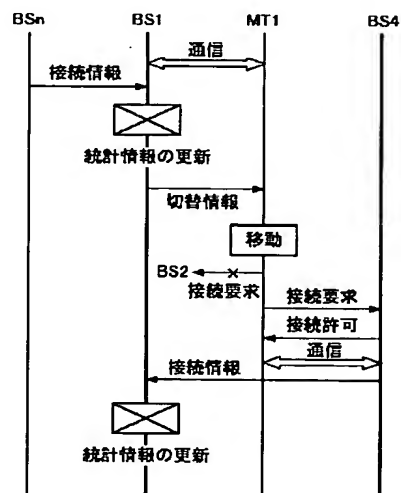 BSn BS1 MT1 BS4
通信
接続情報
統計情報の更新
切替情報
移動
BS2
接続要求
接続要求
接続許可
通信
接続情報
統計情報の更新